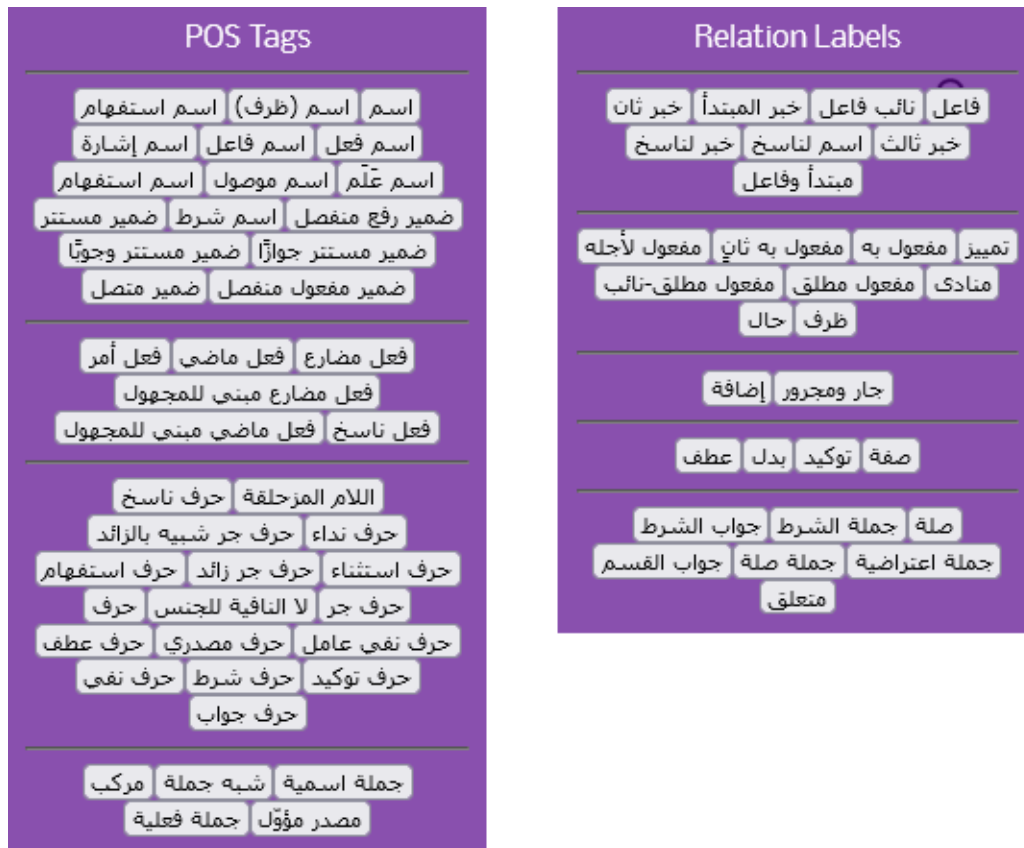 POS Tags
اسم اسم (ظرف) اسم استفهام
اسم فعل اسم فاعل اسم إشارة
اسم عَلَم اسم موصول اسم استفهام
ضمير رفع منفصل اسم شرط ضمير مستتر
ضمير مستتر جوازًا ضمير مستتر وجوبًا
ضمير مفعول منفصل ضمير متصل
فعل مضارع فعل ماضي فعل أمر
فعل مضارع مبني للمجهول
فعل ناسخ فعل ماضي مبني للمجهول
اللام المزحلقة حرف ناسخ
حرف نداء حرف جر شبيه بالزائد
حرف استثناء حرف جر زائد حرف استفهام
حرف جر لا النافية للجنس حرف
حرف نفي عامل حرف مصدري حرف عطف
حرف توكيد حرف شرط حرف نفي
حرف جواب
جملة اسمية شبه جملة مركب
مصدر مؤوّل جملة فعلية
Relation Labels
فاعل نائب فاعل خبر المبتدأ خبر ثان
خبر ثالث اسم لناسخ خبر لناسخ
مبتدأ وفاعل
تمييز مفعول به مفعول به ثانٍ مفعول لأجله
منادى مفعول مطلق مفعول مطلق-نائب
ظرف حال
جار ومجرور إضافة
صفة توكيد بدل عطف
صلة جملة الشرط جواب الشرط
جملة اعتراضية جملة صلة جواب القسم
متعلق